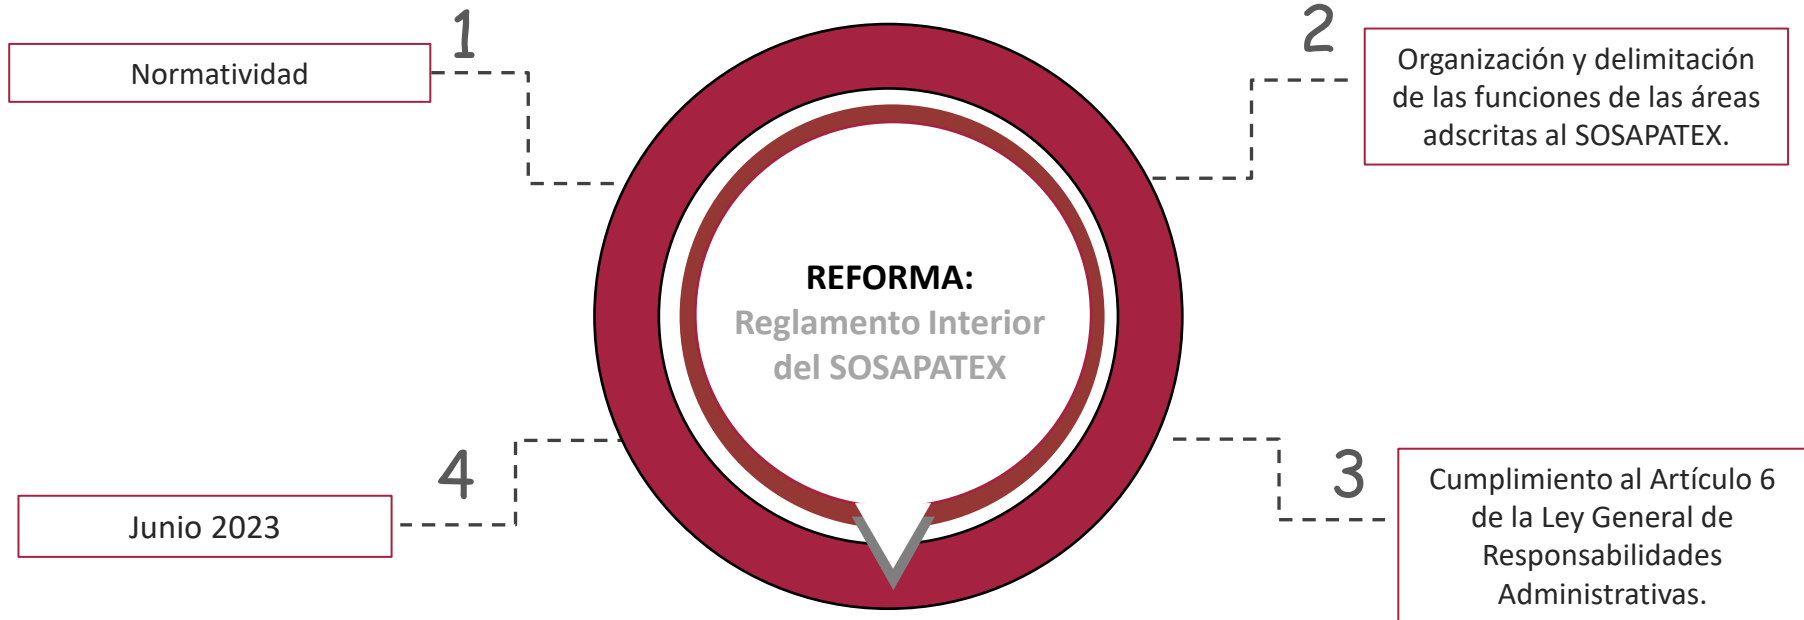 1
Normatividad
2
Organización y delimitación
de las funciones de las áreas
adscritas al SOSAPATEX.
REFORMA:
Reglamento Interior
del SOSAPATEX
3
Cumplimiento al Artículo 6
de la Ley General de
Responsabilidades
Administrativas.
4
Junio 2023